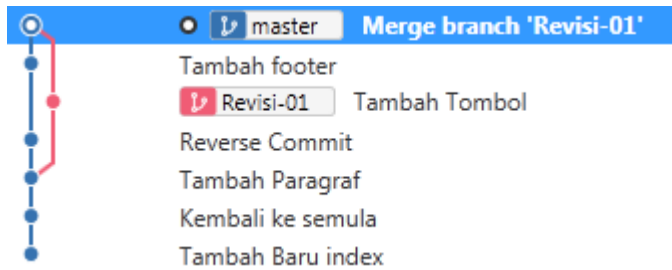 master Merge branch 'Revisi-01'
Tambah footer
Revisi-01 Tambah Tombol
Reverse Commit
Tambah Paragraf
Kembali ke semula
Tambah Baru index